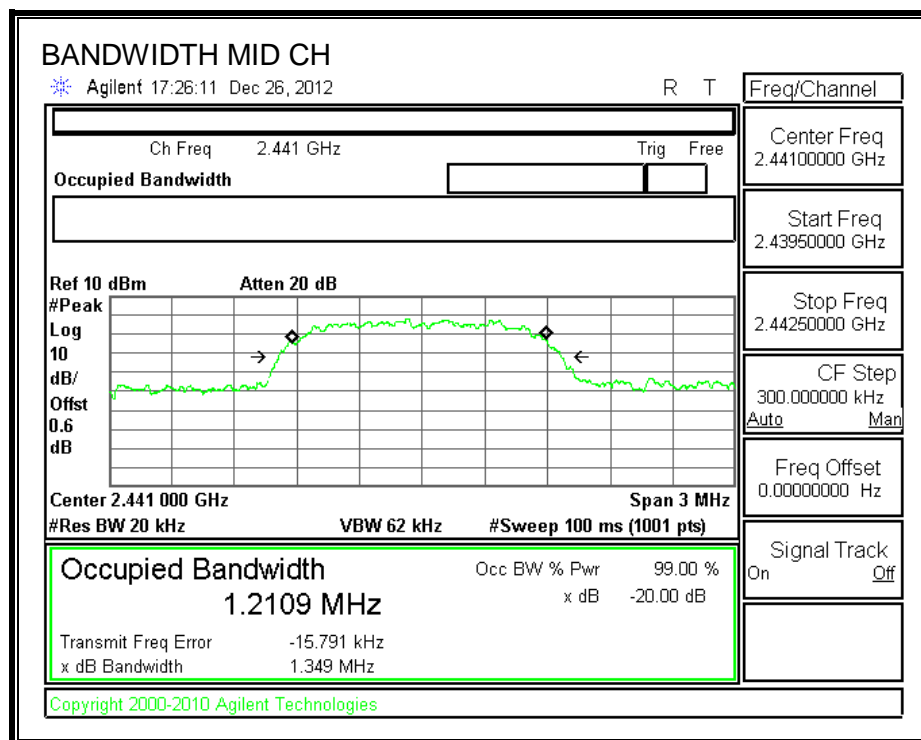 BANDWIDTH MID CH
Agilent 17:26:11 Dec 26, 2012 R T
Freq/Channel
Ch Freq 2.441 GHz Trig Free
Occupied Bandwidth
Center Freq
2.44100000 GHz
Start Freq
2.43950000 GHz
Stop Freq
2.44250000 GHz
CF Step
300.000000 kHz
Auto Man
Freq Offset
0.00000000 Hz
Signal Track
On Off
Ref 10 dBm Atten 20 dB
#Peak
Log
10
dB/
Offst
0.6
dB
Center 2.441 000 GHz Span 3 MHz
#Res BW 20 kHz VBW 62 kHz #Sweep 100 ms (1001 pts)
Occupied Bandwidth Occ BW % Pwr 99.00 %
1.2109 MHz x dB -20.00 dB
Transmit Freq Error -15.791 kHz
x dB Bandwidth 1.349 MHz
Copyright 2000-2010 Agilent Technologies